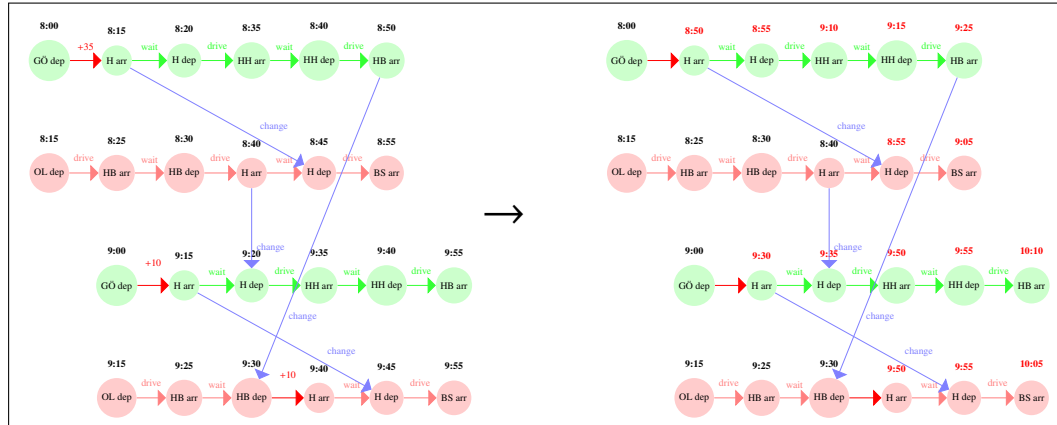 8:00 8:15 8:20 8:35 8:40 8:50
+35 wait drive wait drive
GÖ dep H arr H dep HH arr HH dep HB arr
change
8:15 8:25 8:30 8:40 8:45 8:55
drive wait drive wait drive
OL dep HB arr HB dep H arr H dep BS arr
change
9:00 9:15 9:20 9:35 9:40 9:55
+10 wait drive wait drive
GÖ dep H arr H dep HH arr HH dep HB arr
change
change
9:15 9:25 9:30 9:40 9:45 9:55
drive wait +10 wait drive
OL dep HB arr HB dep H arr H dep BS arr
→
8:00 8:50 8:55 9:10 9:15 9:25
wait drive wait drive
GÖ dep H arr H dep HH arr HH dep HB arr
change
8:15 8:25 8:30 8:40 8:55 9:05
drive wait drive wait drive
OL dep HB arr HB dep H arr H dep BS arr
change
9:00 9:30 9:35 9:50 9:55 10:10
wait drive wait drive
GÖ dep H arr H dep HH arr HH dep HB arr
change
change
9:15 9:25 9:30 9:50 9:55 10:05
drive wait wait drive
OL dep HB arr HB dep H arr H dep BS arr